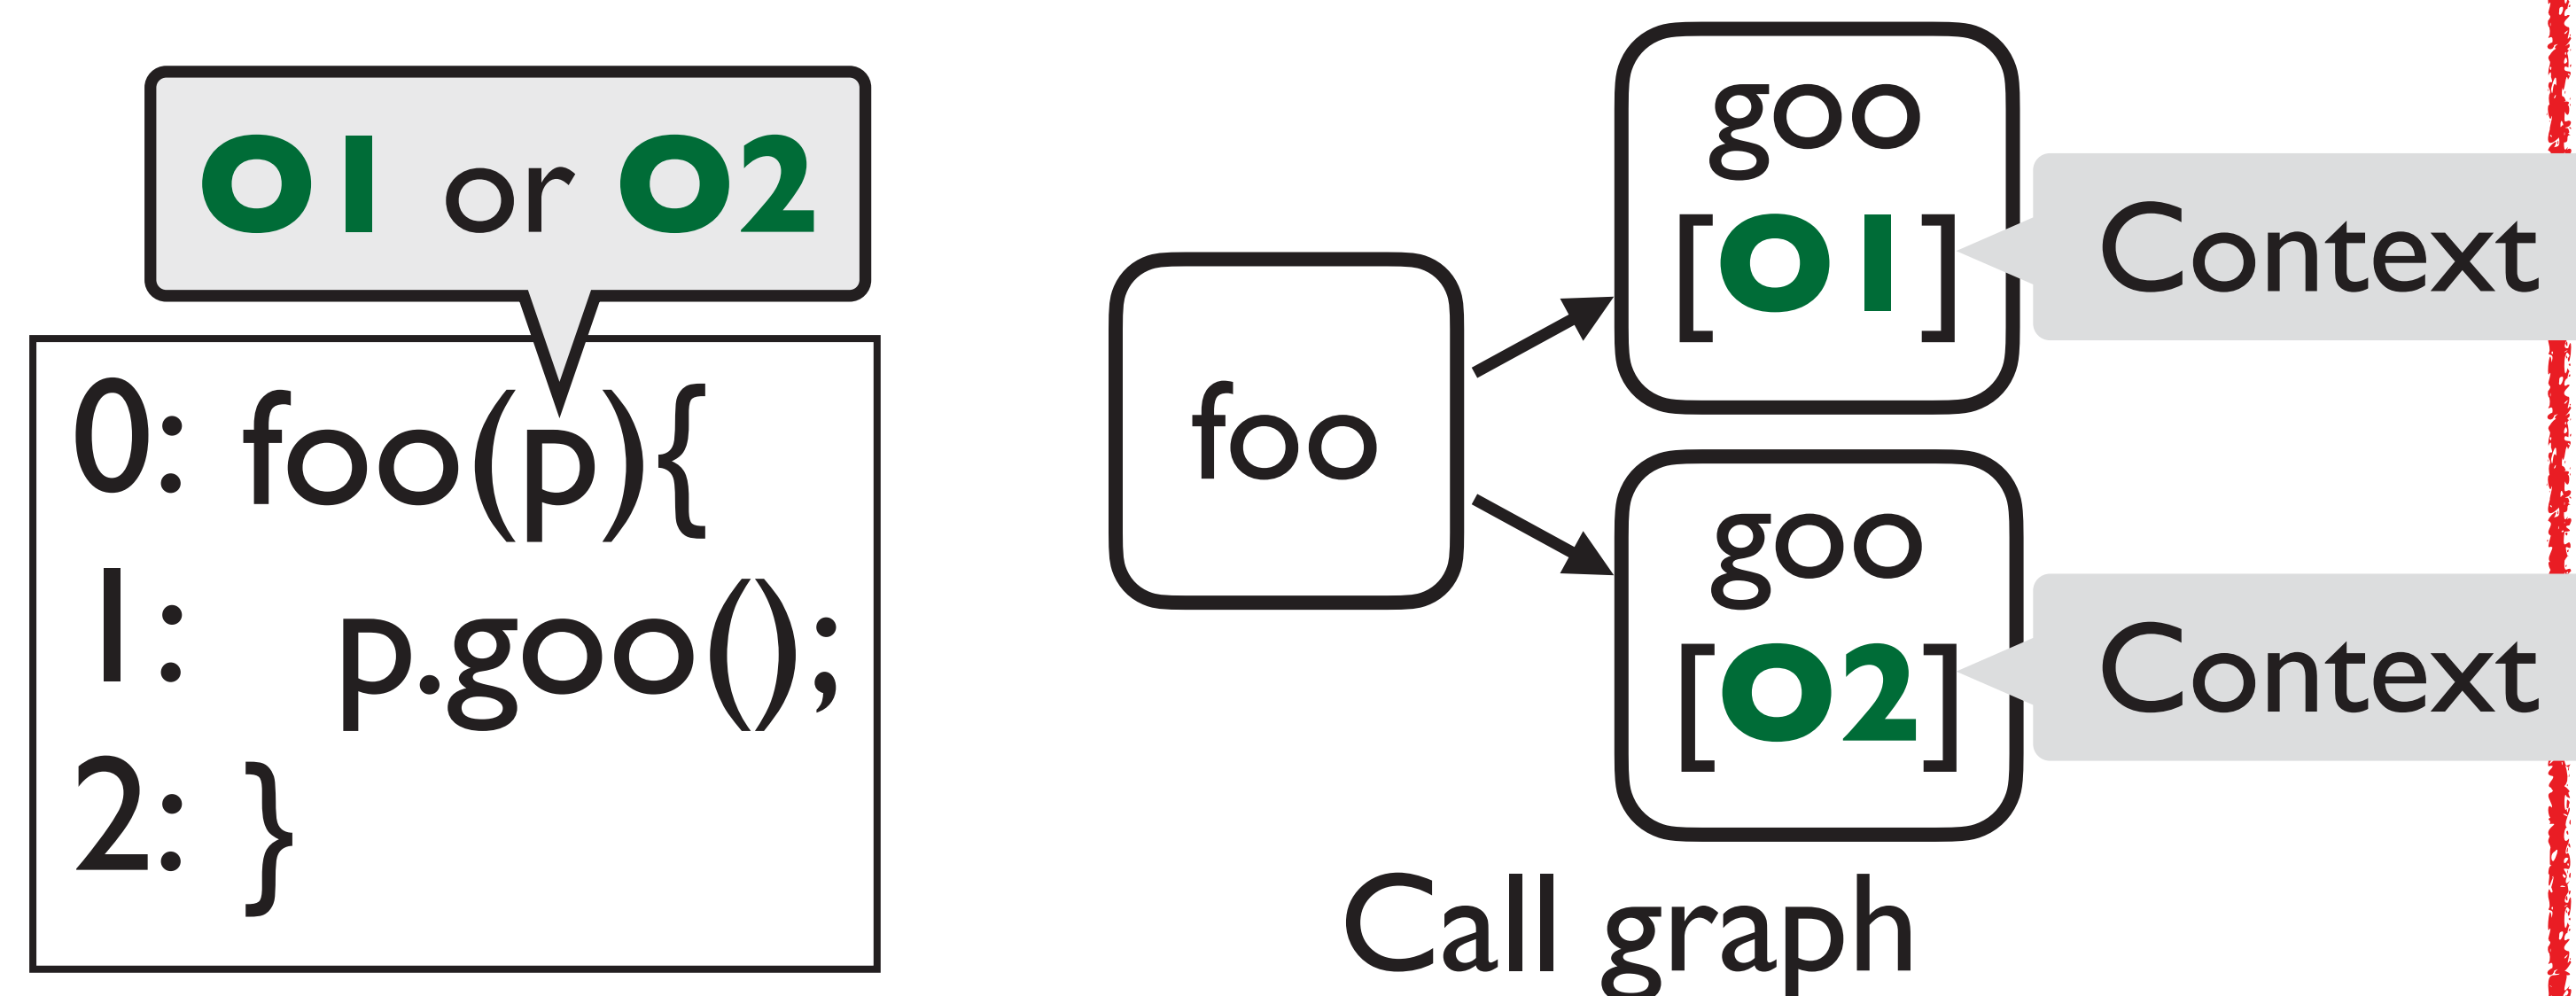 O1 or O2
0: foo(p){
1: p.goo();
2: }
foo
goo
[O1]
Context
goo
[O2]
Context
Call graph